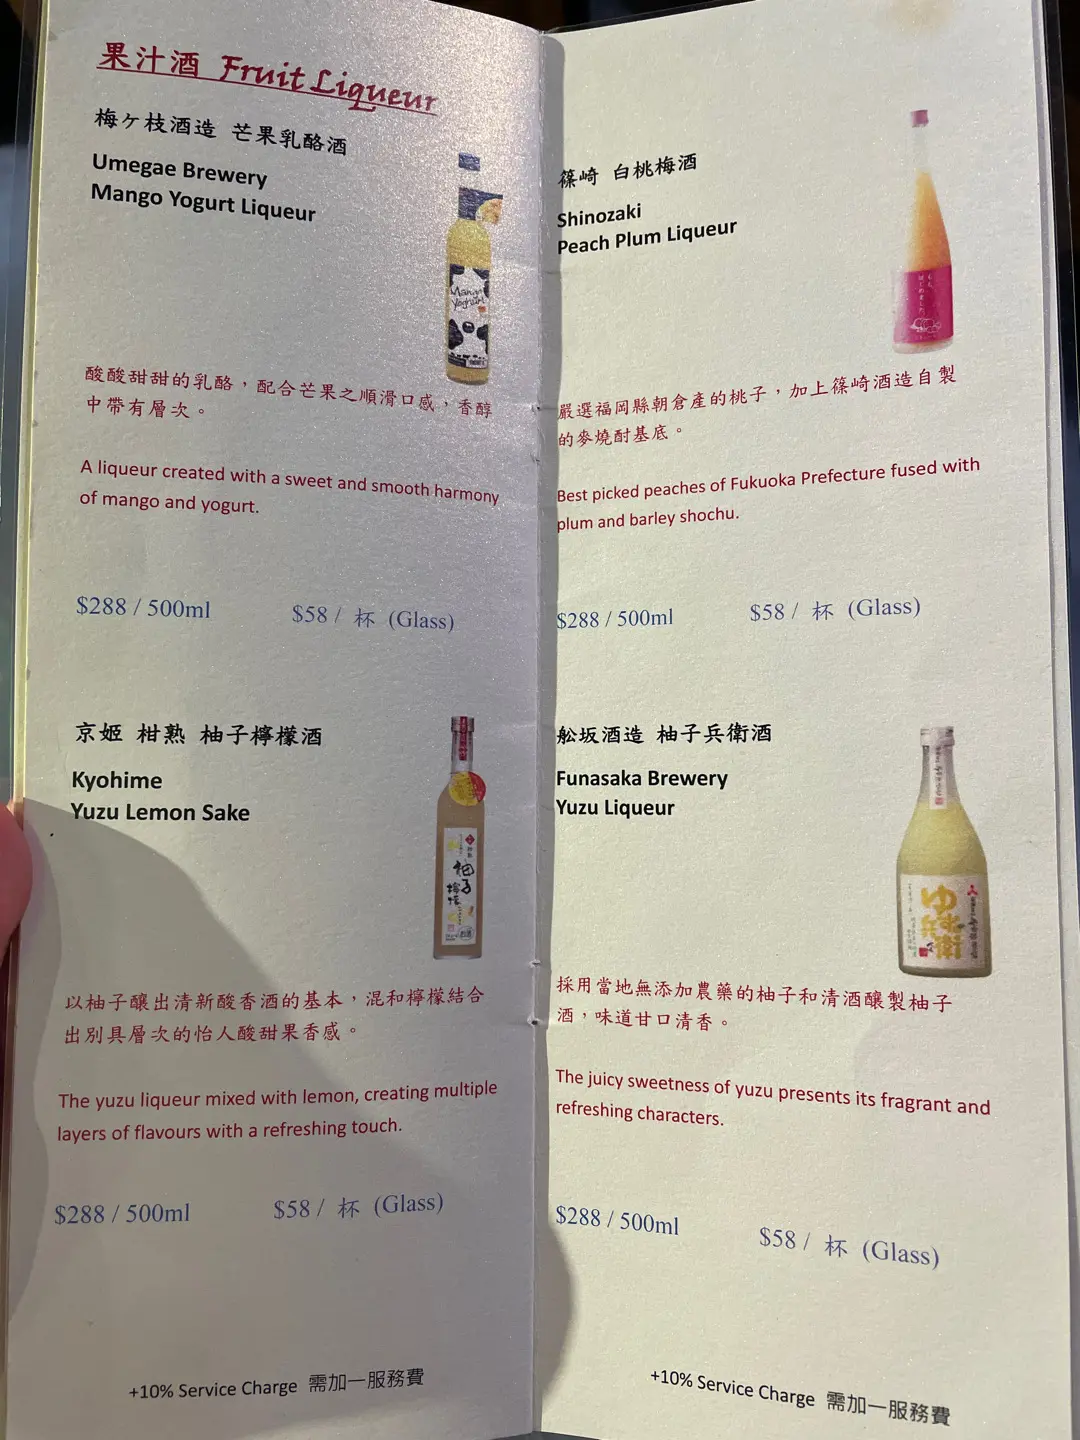 果汁酒 Fruit Liqueur
梅ヶ枝酒造 芒果乳酪酒
Umegae Brewery
Mango Yogurt Liqueur
Mango
Yoghurt
酸酸甜甜的乳酪，配合芒果之順滑口感，香醇
中帶有層次。
A liqueur created with a sweet and smooth harmony
of mango and yogurt.
$288 / 500ml $58 / 杯 (Glass)
京姬 柑熟 柚子檸檬酒
Kyohime
Yuzu Lemon Sake
柚子
檸檬
以柚子釀出清新酸香酒的基本，混和檸檬結合
出別具層次的怡人酸甜果香感。
The yuzu liqueur mixed with lemon, creating multiple
layers of flavours with a refreshing touch.
$288 / 500ml $58 / 杯 (Glass)
+10% Service Charge 需加一服務費
篠崎 白桃梅酒
Shinozaki
Peach Plum Liqueur
嚴選福岡縣朝倉產的桃子，加上篠崎酒造自製
的麥燒酎基底。
Best picked peaches of Fukuoka Prefecture fused with
plum and barley shochu.
$288 / 500ml $58 / 杯 (Glass)
舩坂酒造 柚子兵衛酒
Funasaka Brewery
Yuzu Liqueur
ゆず
兵衛
採用當地無添加農藥的柚子和清酒釀製柚子
酒，味道甘口清香。
The juicy sweetness of yuzu presents its fragrant and
refreshing characters.
$288 / 500ml $58 / 杯 (Glass)
+10% Service Charge 需加一服務費